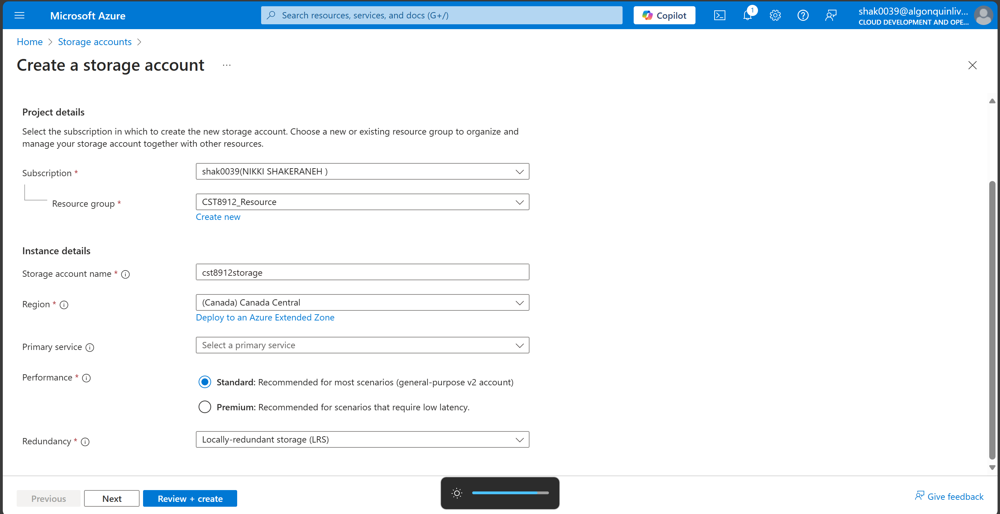 Microsoft Azure
Search resources, services, and docs (G+/)
Copilot
1
shak0039@algonquinliv...
CLOUD DEVELOPMENT AND OPE...
Home > Storage accounts >
Create a storage account ...
Project details
Select the subscription in which to create the new storage account. Choose a new or existing resource group to organize and
manage your storage account together with other resources.
Subscription *
shak0039(NIKKI SHAKERANEH )
Resource group *
CST8912_Resource
Create new
Instance details
Storage account name *
cst8912storage
Region *
(Canada) Canada Central
Deploy to an Azure Extended Zone
Primary service
Select a primary service
Performance *
Standard: Recommended for most scenarios (general-purpose v2 account)
Premium: Recommended for scenarios that require low latency.
Redundancy *
Locally-redundant storage (LRS)
Previous
Next
Review + create
Give feedback